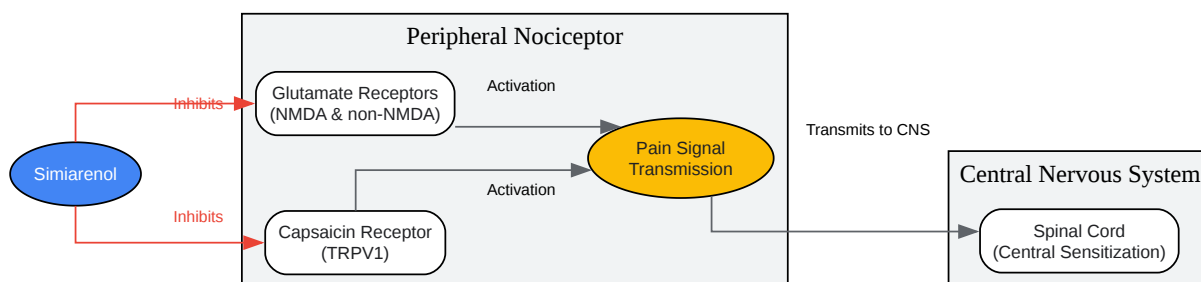 Peripheral Nociceptor
Inhibits
Glutamate Receptors
(NMDA & non-NMDA)
Activation
Simiarenol
Pain Signal
Transmission
Transmits to CNS
Inhibits
Capsaicin Receptor
(TRPV1)
Activation
Central Nervous System
Spinal Cord
(Central Sensitization)